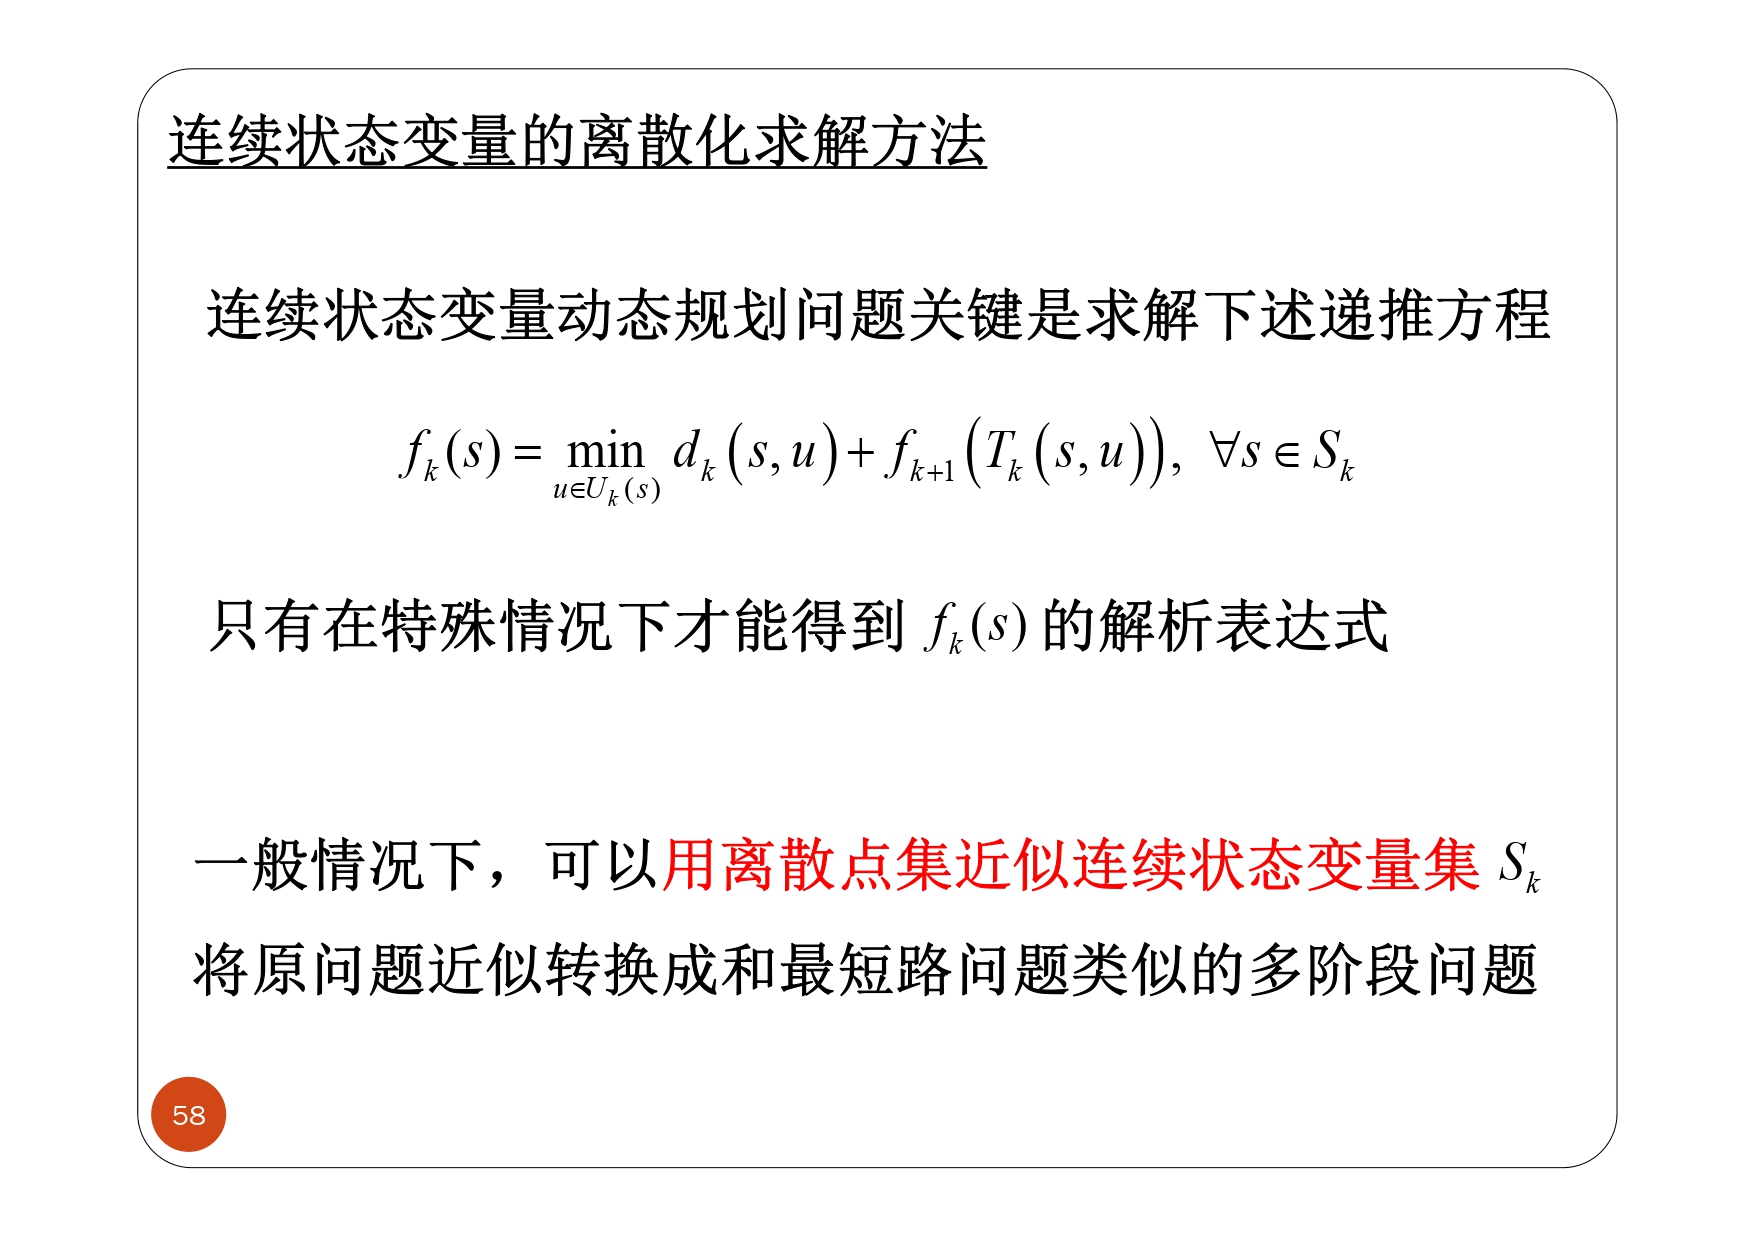 连续状态变量的离散化求解方法
连续状态变量动态规划问题关键是求解下述递推方程
f_k(s) = min_{u∈U_k(s)} d_k(s,u) + f_{k+1}(T_k(s,u)), ∀s ∈ S_k
只有在特殊情况下才能得到 f_k(s) 的解析表达式
一般情况下，可以用离散点集近似连续状态变量集 S_k
将原问题近似转换成和最短路问题类似的多阶段问题
58